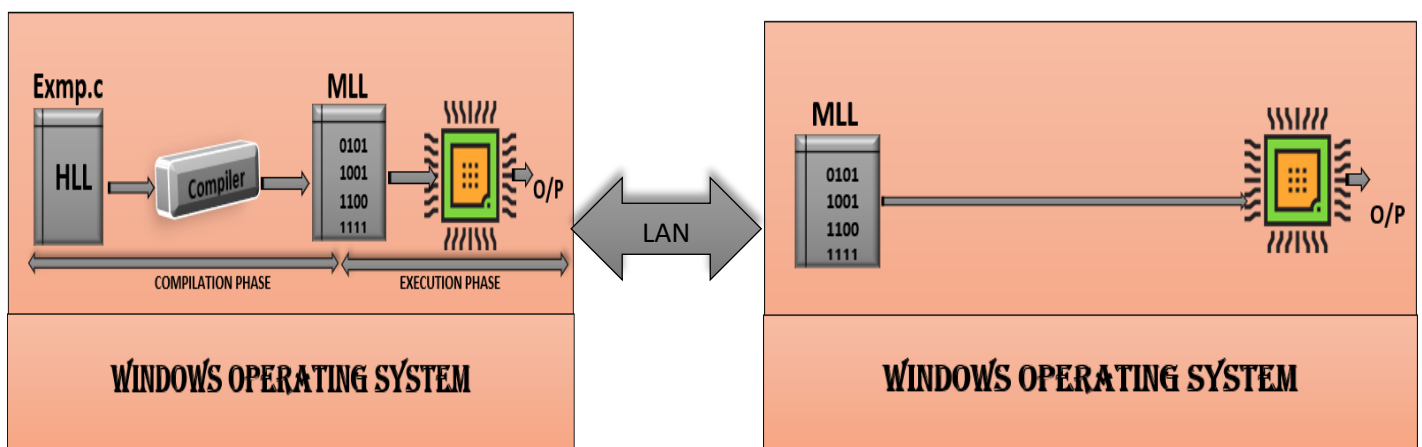 Exmp.c
HLL
Compiler
MLL
0101
1001
1100
1111
O/P
COMPILATION PHASE
EXECUTION PHASE
WINDOWS OPERATING SYSTEM
LAN
MLL
0101
1001
1100
1111
O/P
WINDOWS OPERATING SYSTEM